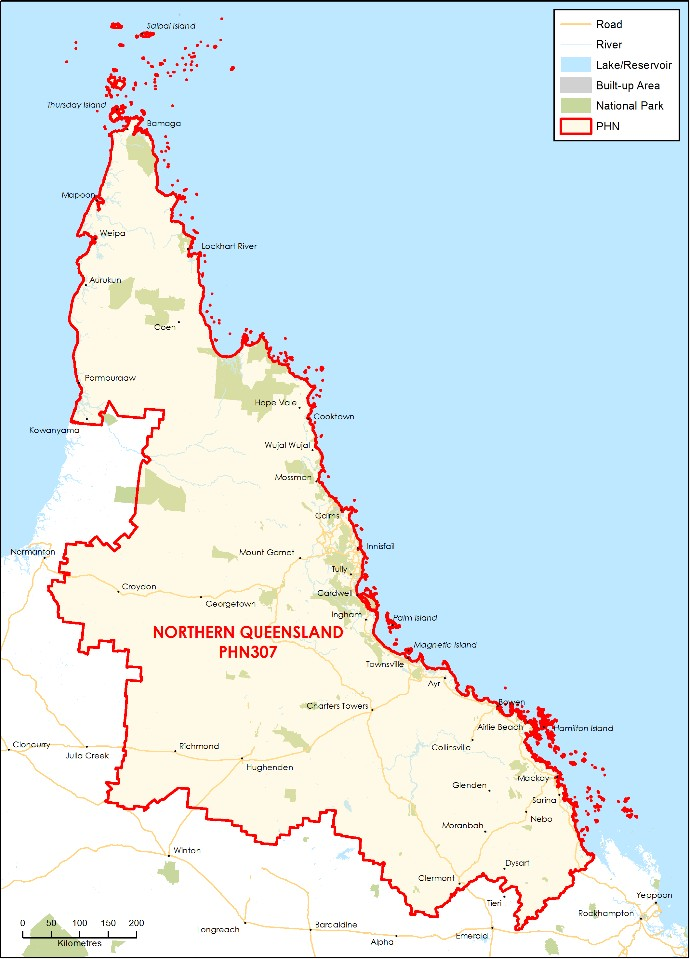 Saibai Island
Road
River
Lake/Reservoir
Built-up Area
National Park
PHN
Thursday Island
Bamaga
Mapoon
Weipa
Lockhart River
Aurukun
Coen
Pormpuraaw
Hope Vale
Cooktown
Kowanyama
Wujal Wujal
Mossman
Cairns
Normanton
Mount Garnet
Innisfail
Tully
Croydon
Georgetown
Cardwell
Ingham
Palm Island
NORTHERN QUEENSLAND
PHN307
Magnetic Island
Townsville
Ayr
Charters Towers
Bowen
Airlie Beach
Hamilton Island
Cloncurry
Julia Creek
Richmond
Collinsville
Hughenden
Mackay
Glenden
Sarina
Nebo
Moranbah
Winton
Dysart
Clermont
Tieri
Yeppoon
Rockhampton
0 50 100 150 200
Kilometres
ongreach
Barcaldine
Alpha
Emerald